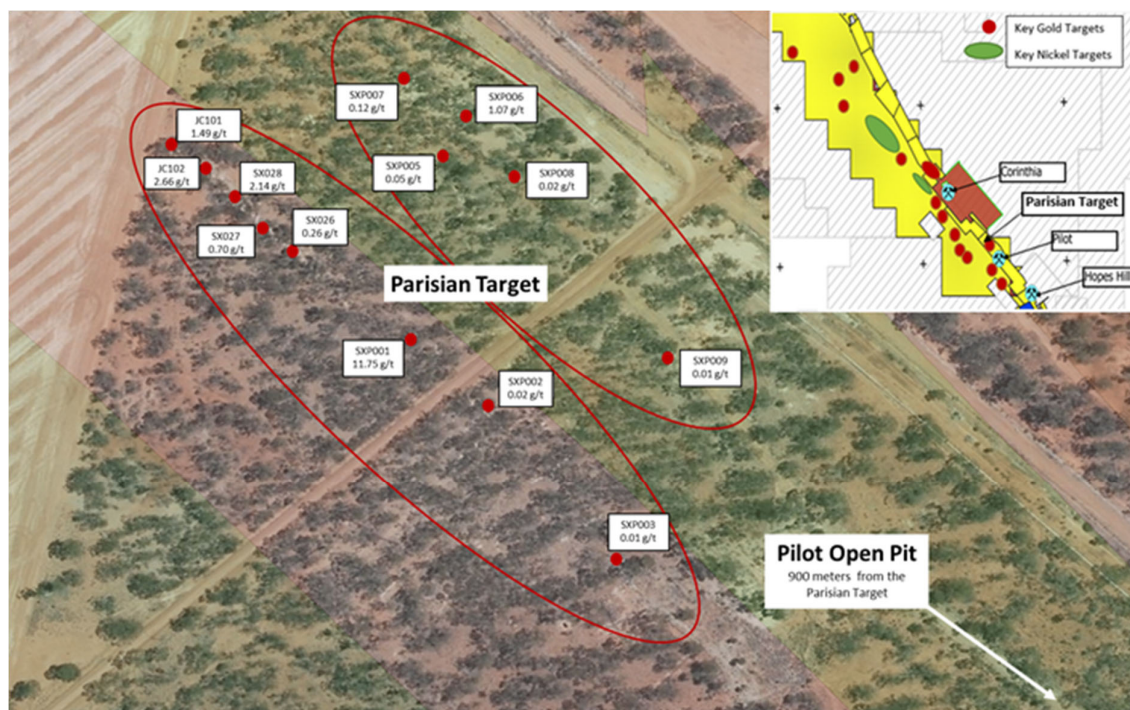 SXP007
0.12 g/t
SXP006
1.07 g/t
JC101
1.49 g/t
JC102
2.66 g/t
SX028
2.14 g/t
SXP005
0.05 g/t
SXP008
0.02 g/t
SX027
0.70 g/t
SX026
0.26 g/t
Parisian Target
SXP001
11.75 g/t
SXP002
0.02 g/t
SXP009
0.01 g/t
SXP003
0.01 g/t
Pilot Open Pit
900 meters from the
Parisian Target
Key Gold Targets
Key Nickel Targets
Corinthia
Parisian Target
Pilot
Hopes Hill